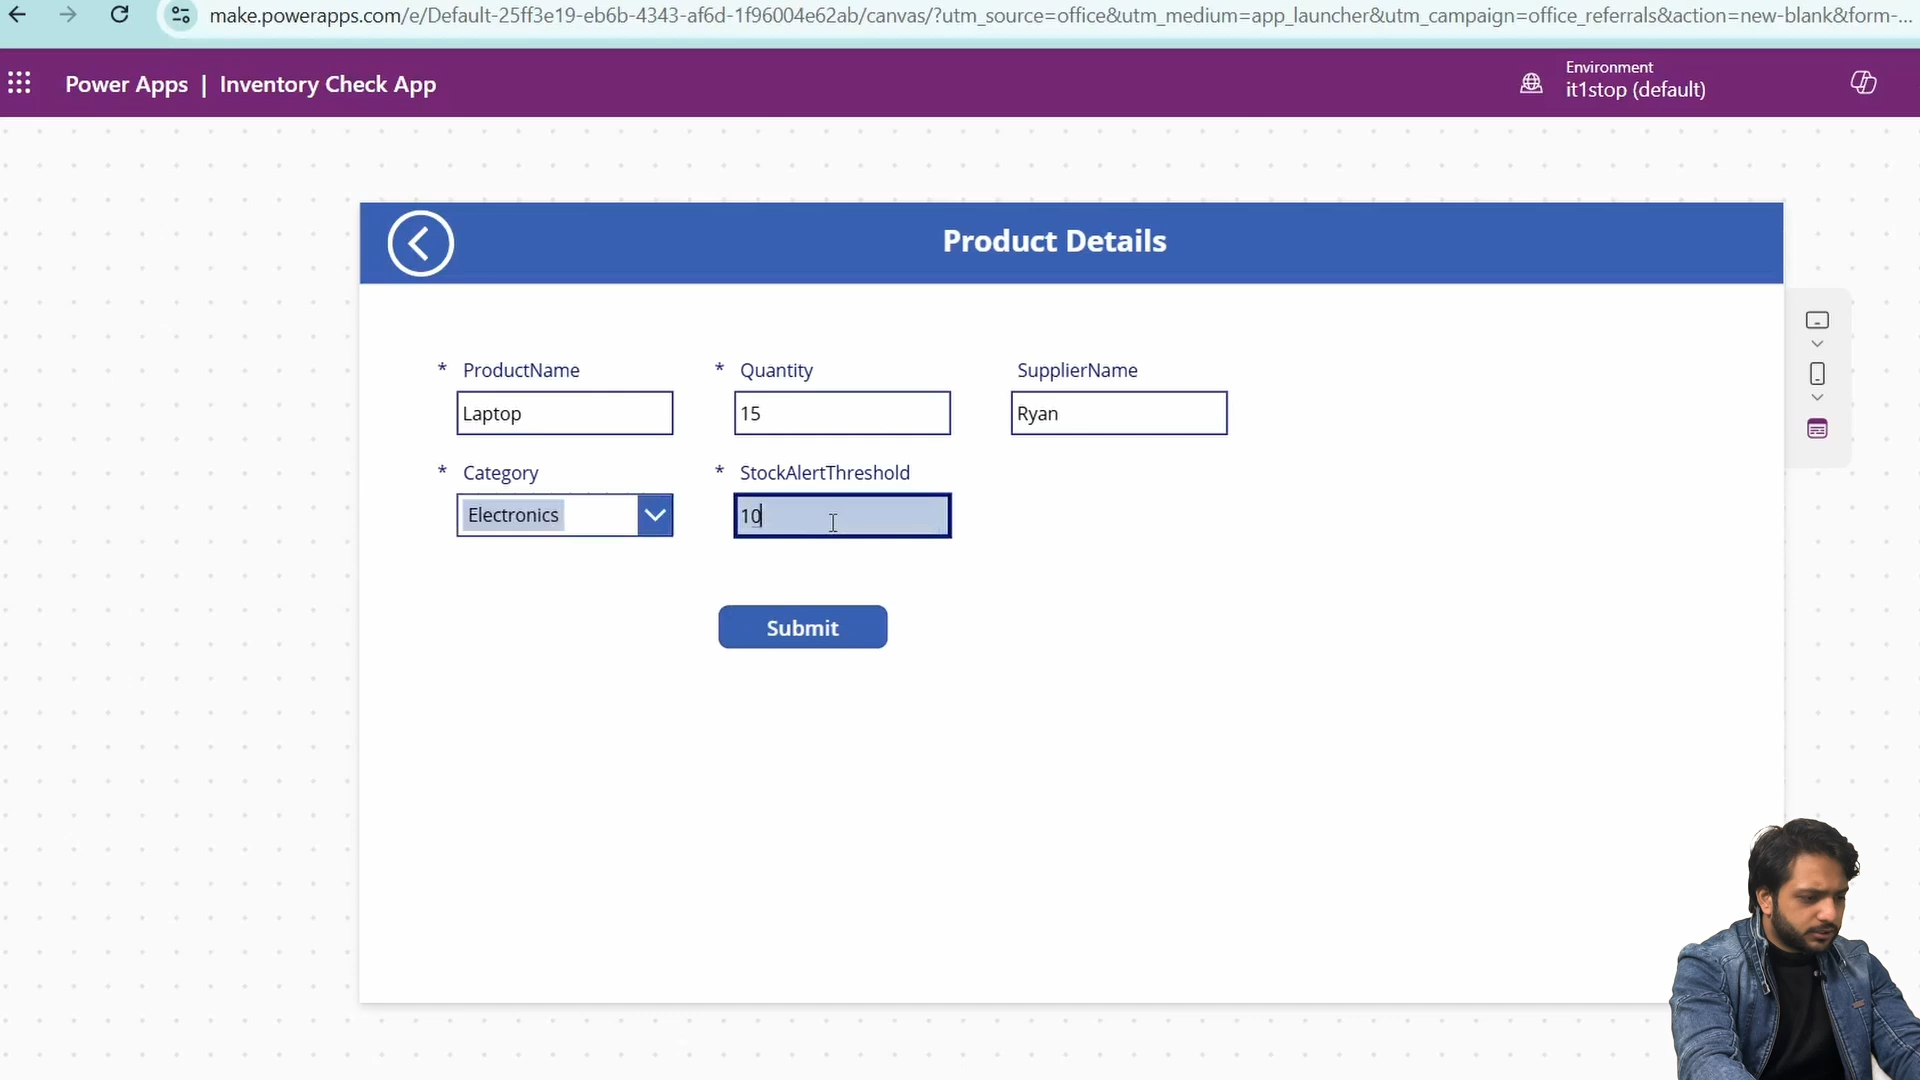 make.powerapps.com/e/Default-25ff3e19-eb6b-4343-af6d-1f96004e62ab/canvas/?utm_source=office&utm_medium=app_launcher&utm_campaign=office_referrals&action=new-blank&form-...
Power Apps | Inventory Check App
Environment
it1stop (default)
Product Details
* ProductName * Quantity SupplierName
Laptop 15 Ryan
* Category * StockAlertThreshold
Electronics 10
Submit